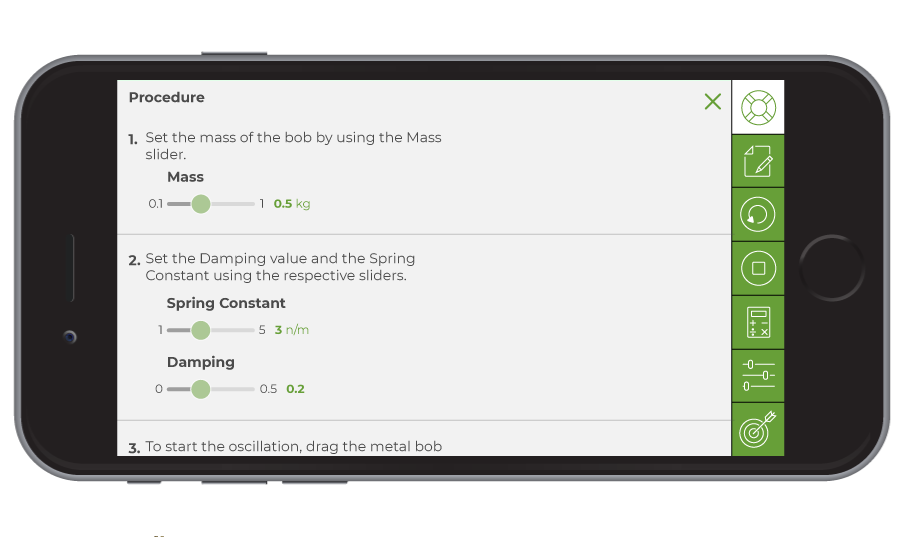 Procedure
1. Set the mass of the bob by using the Mass
slider.
Mass
0.1 1 0.5 kg
2. Set the Damping value and the Spring
Constant using the respective sliders.
Spring Constant
1 5 3 n/m
Damping
0 0.5 0.2
3. To start the oscillation, drag the metal bob